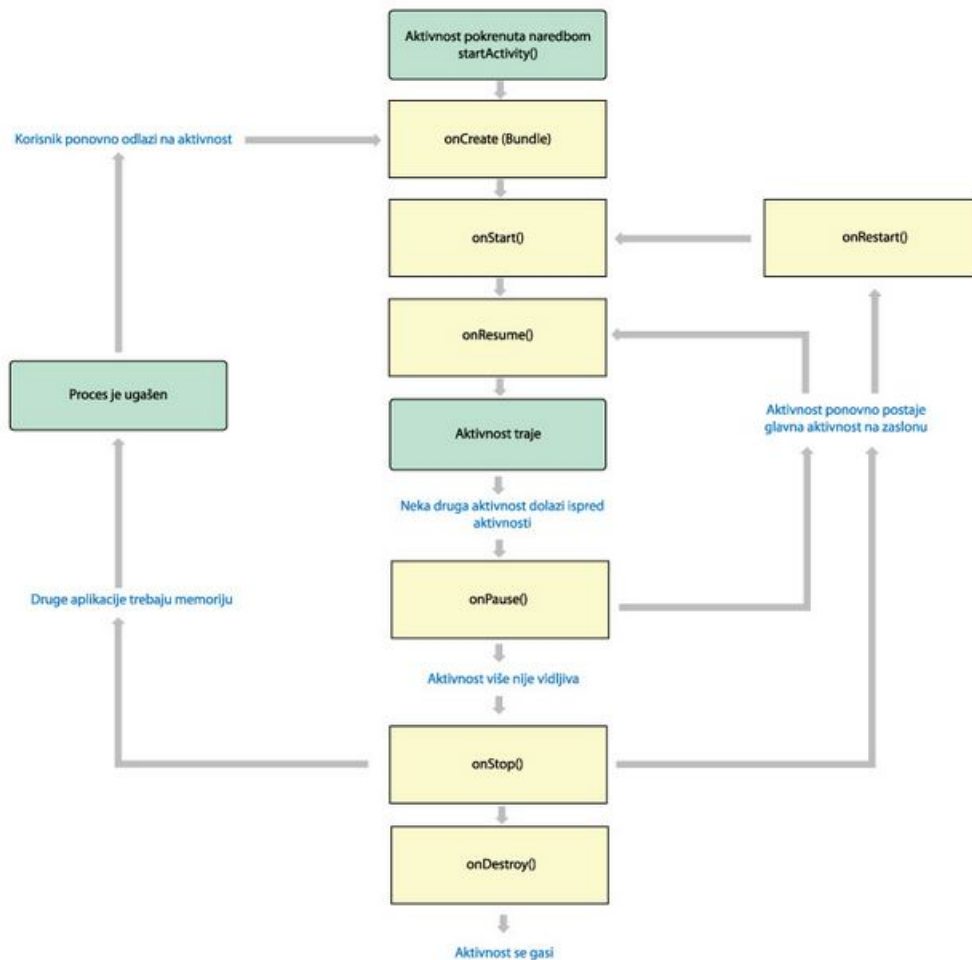 Aktivnost pokrenuta naredbom
startActivity()
Korisnik ponovno odlazi na aktivnost
onCreate (Bundle)
onStart()
onRestart()
onResume()
Proces je ugašen
Aktivnost ponovno postaje
glavna aktivnost na zaslonu
Aktivnost traje
Neka druga aktivnost dolazi ispred
aktivnosti
Druge aplikacije trebaju memoriju
onPause()
Aktivnost više nije vidljiva
onStop()
onDestroy()
Aktivnost se gasi